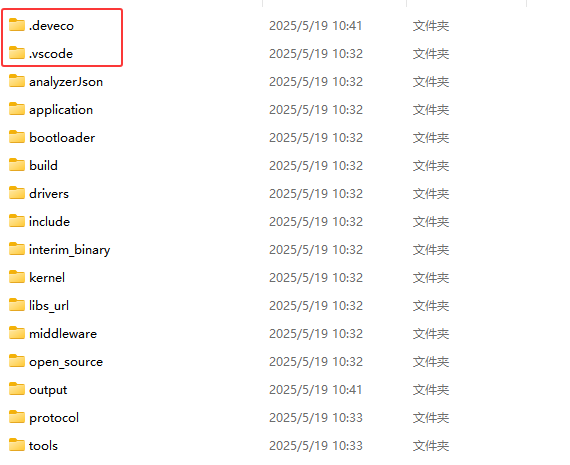 .deveco 2025/5/19 10:41 文件夹
.vscode 2025/5/19 10:32 文件夹
analyzerJson 2025/5/19 10:32 文件夹
application 2025/5/19 10:32 文件夹
bootloader 2025/5/19 10:32 文件夹
build 2025/5/19 10:32 文件夹
drivers 2025/5/19 10:32 文件夹
include 2025/5/19 10:32 文件夹
interim_binary 2025/5/19 10:32 文件夹
kernel 2025/5/19 10:32 文件夹
libs_url 2025/5/19 10:32 文件夹
middleware 2025/5/19 10:32 文件夹
open_source 2025/5/19 10:32 文件夹
output 2025/5/19 10:41 文件夹
protocol 2025/5/19 10:33 文件夹
tools 2025/5/19 10:33 文件夹